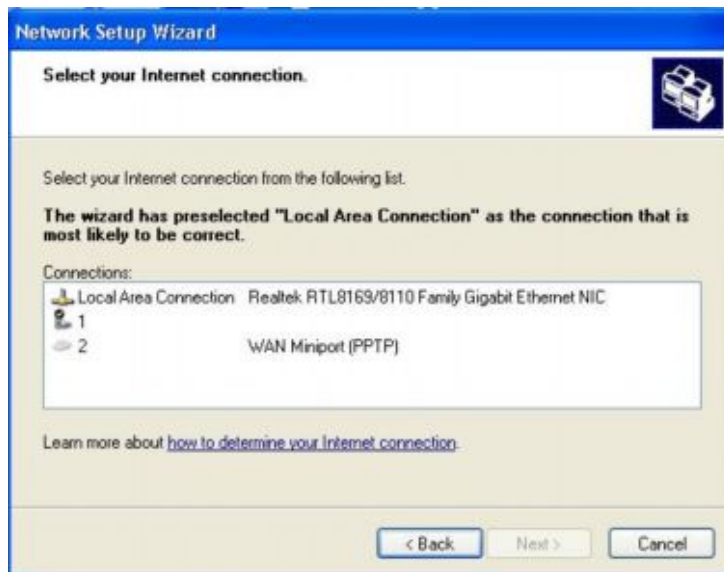 Network Setup Wizard
Select your Internet connection.
Select your Internet connection from the following list.
The wizard has preselected "Local Area Connection" as the connection that is
most likely to be correct.
Connections:
Local Area Connection Realtek RTL8169/8110 Family Gigabit Ethernet NIC
1
2 WAN Miniport (PPTP)
Learn more about how to determine your Internet connection.
< Back Next > Cancel